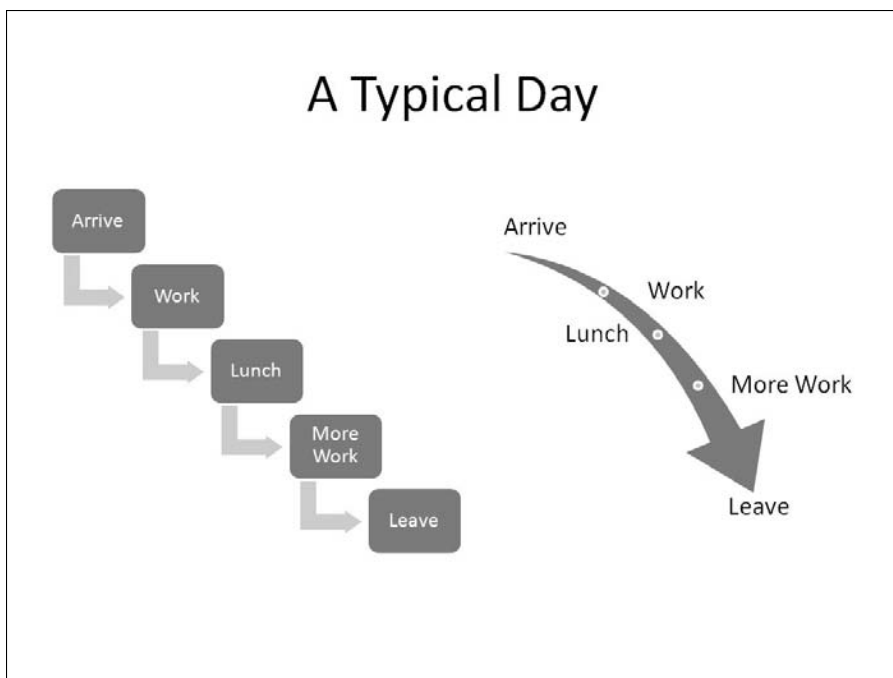 A Typical Day
Arrive
Work
Lunch
More
Work
Leave
Arrive
Work
Lunch
More Work
Leave